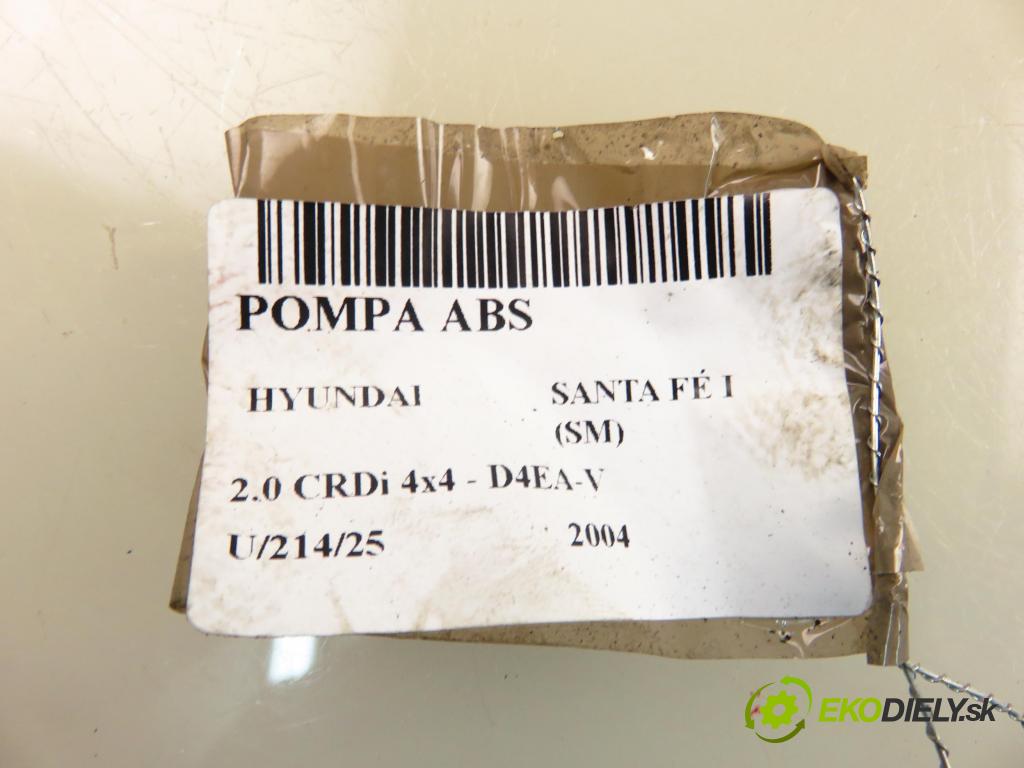 POMPA ABS
HYUNDAI SANTA FÉ I
(SM)
2.0 CRDi 4x4 - D4EA-V
U/214/25 2004
EKODIELY.sk